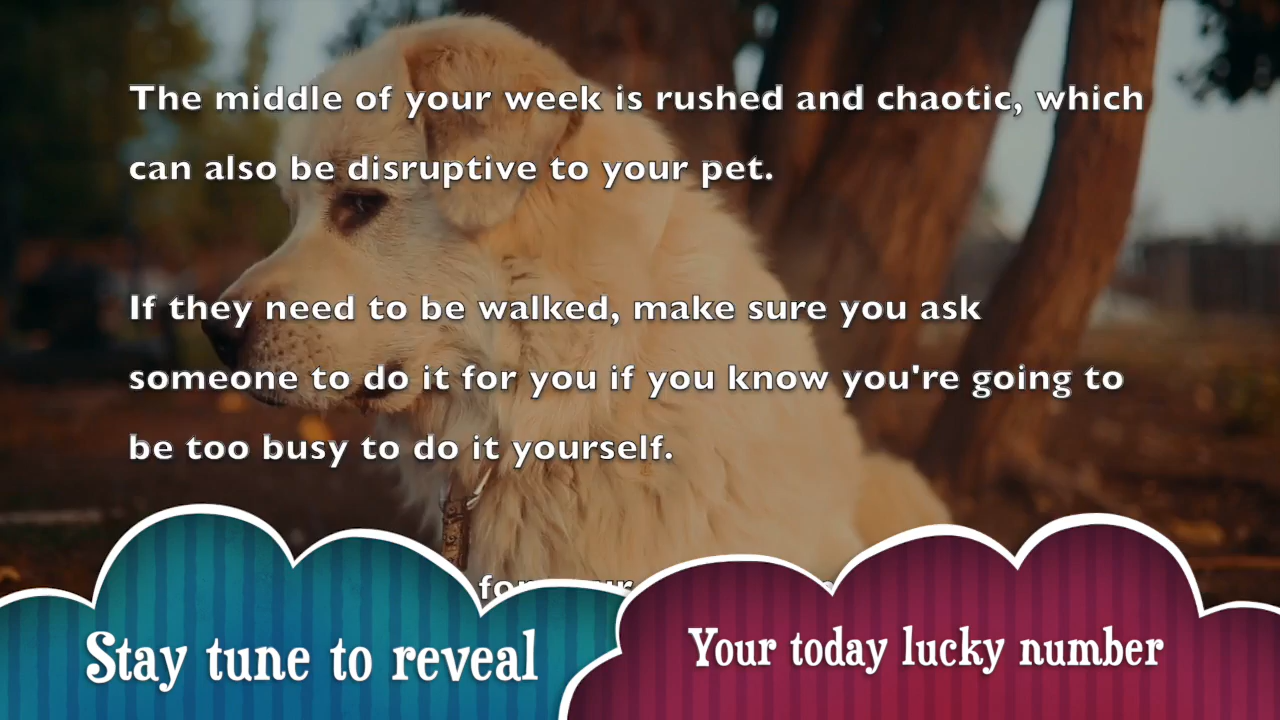 The middle of your week is rushed and chaotic, which
can also be disruptive to your pet.
If they need to be walked, make sure you ask
someone to do it for you if you know you're going to
be too busy to do it yourself.
Stay tune to reveal
Your today lucky number